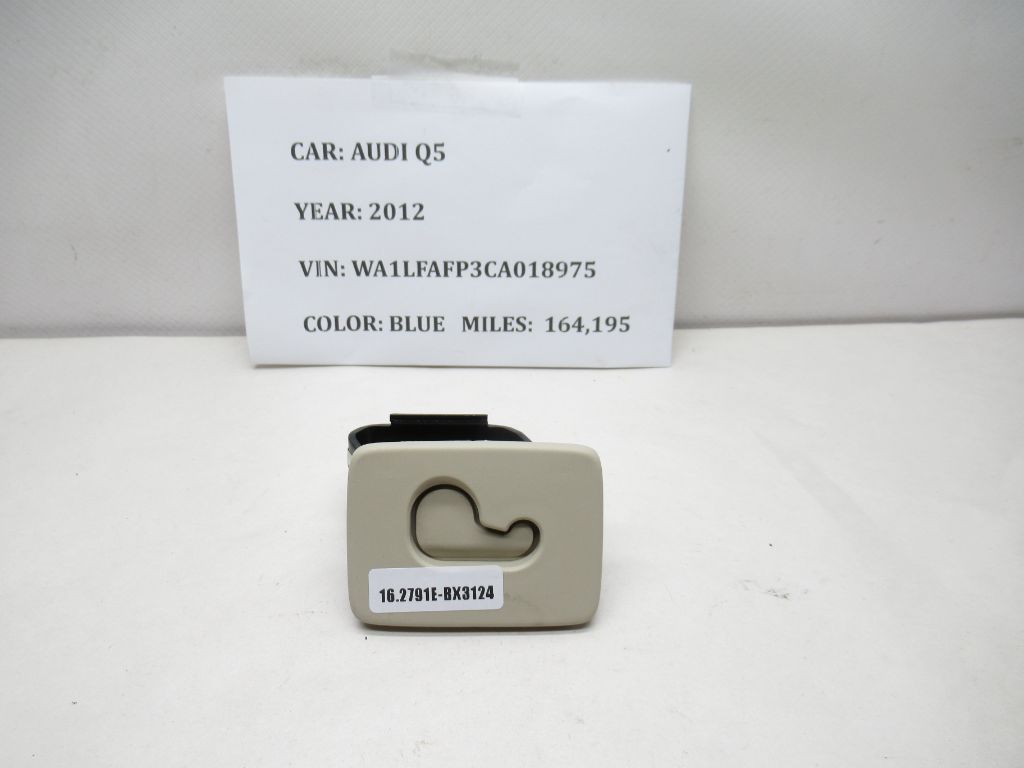 CAR: AUDI Q5
YEAR: 2012
VIN: WA1LFAFP3CA018975
COLOR: BLUE MILES: 164,195
16.2791E-BX3124